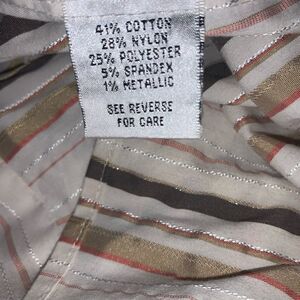 41% COTTON
28% NYLON
25% POLYESTER
5% SPANDEX
1% METALLIC
SEE REVERSE
FOR CARE